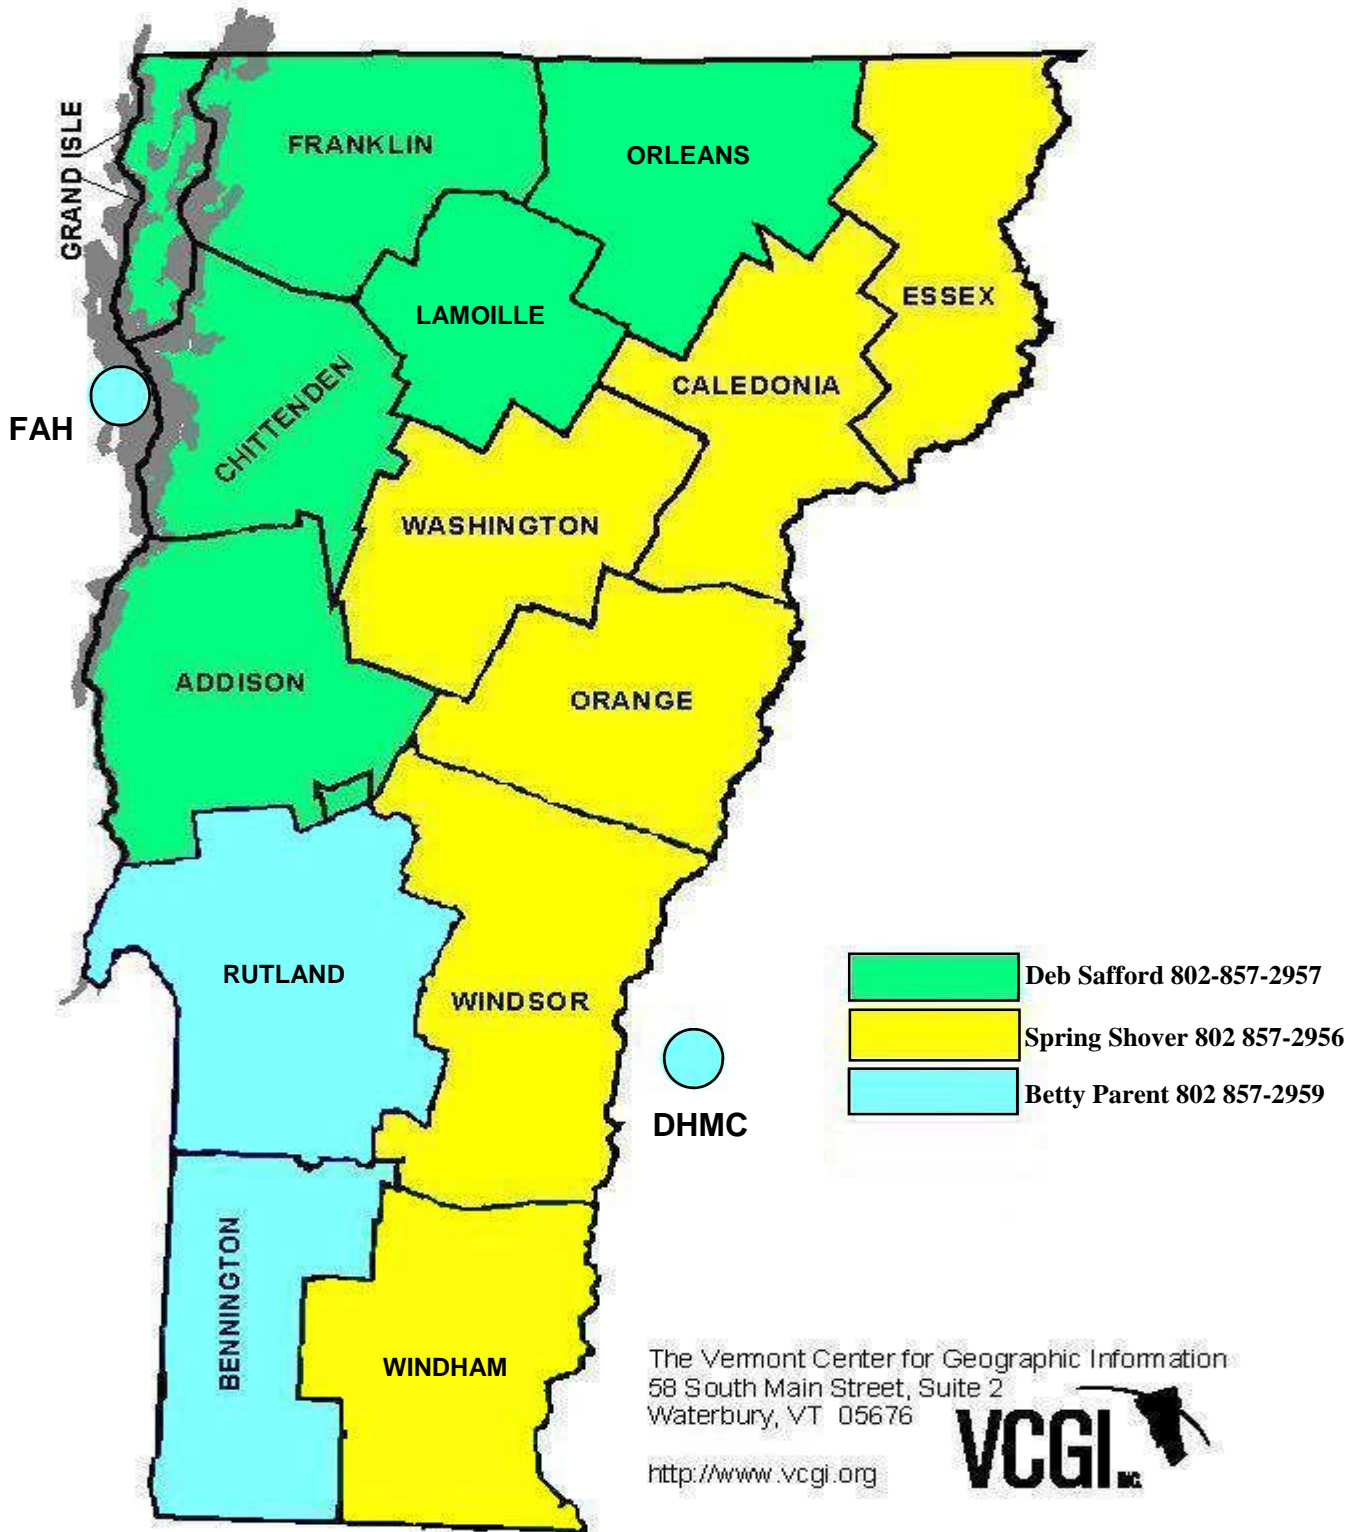 GRAND ISLE
FRANKLIN
ORLEANS
ESSEX
LAMOILLE
CALEDONIA
CHITTENDEN
FAH
WASHINGTON
ADDISON
ORANGE
RUTLAND
WINDSOR
DHMC
Deb Safford 802-857-2957
Spring Shover 802 857-2956
Betty Parent 802 857-2959
BENNINGTON
WINDHAM
The Vermont Center for Geographic Information
58 South Main Street, Suite 2
Waterbury, VT 05676
http://www.vcgi.org
VCGI INC.